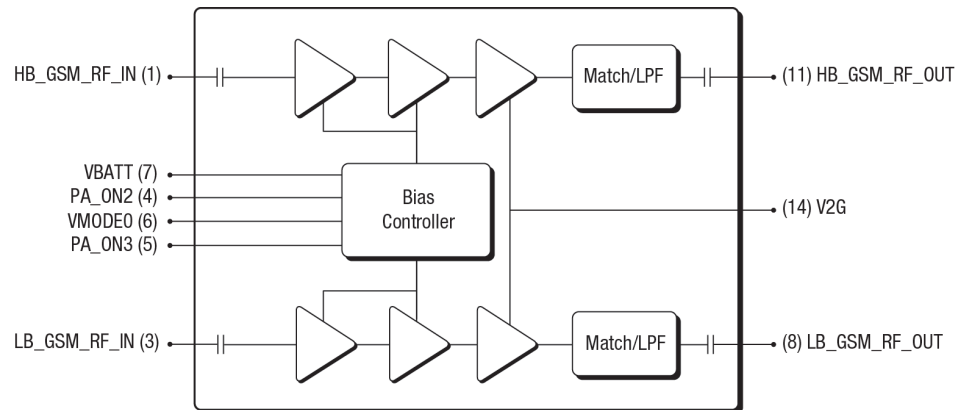 HB_GSM_RF_IN (1)
Match/LPF
(11) HB_GSM_RF_OUT
VBATT (7)
PA_ON2 (4)
VMODE0 (6)
PA_ON3 (5)
Bias
Controller
(14) V2G
LB_GSM_RF_IN (3)
Match/LPF
(8) LB_GSM_RF_OUT